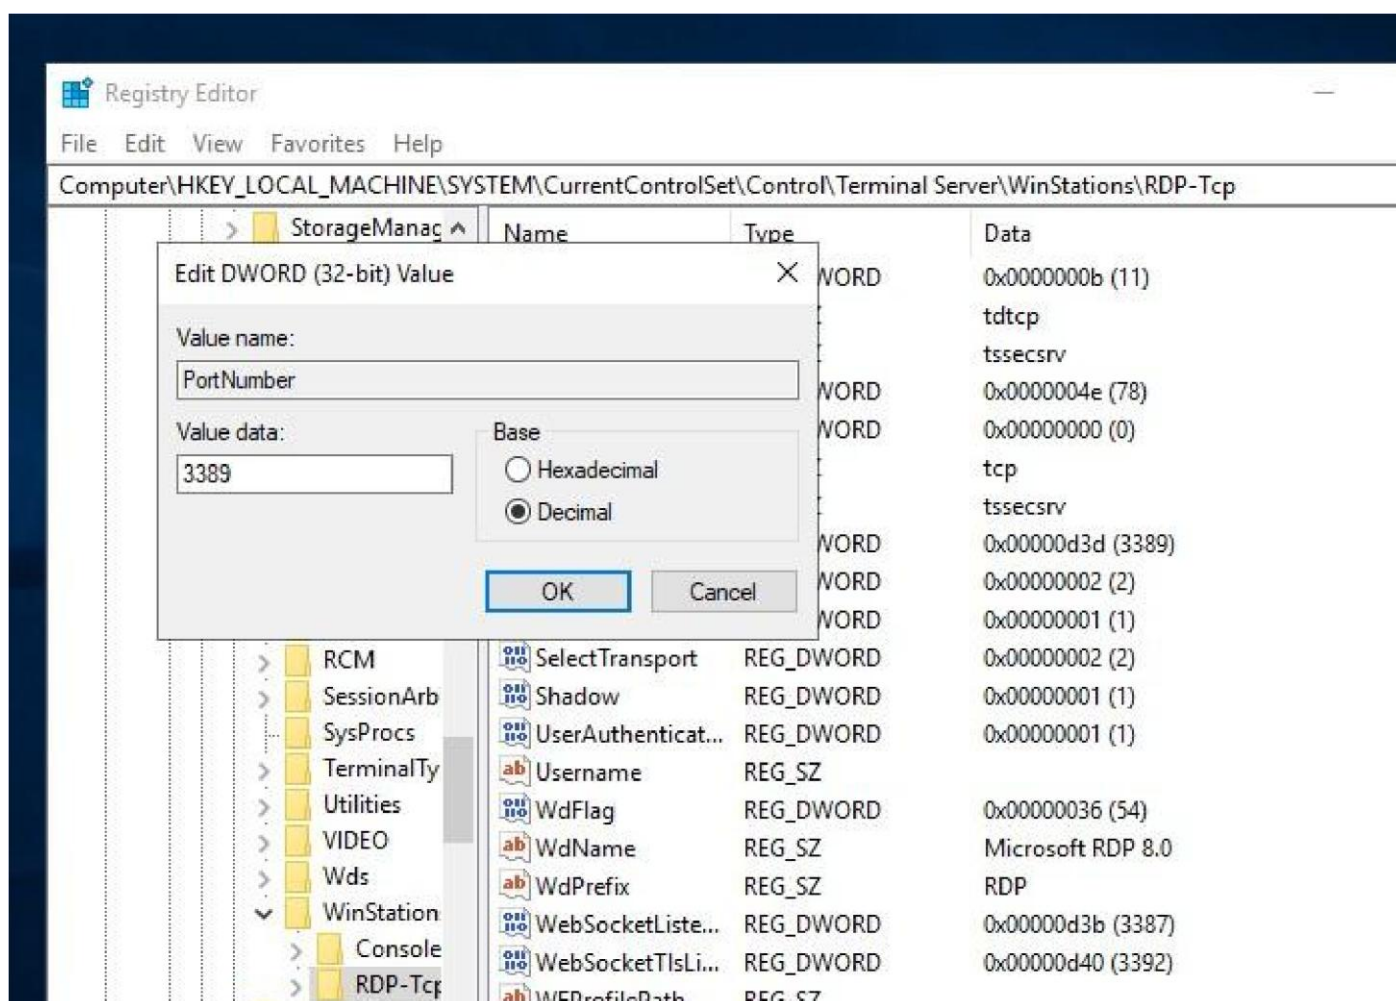 Registry Editor
File Edit View Favorites Help
Computer\HKEY_LOCAL_MACHINE\SYSTEM\CurrentControlSet\Control\Terminal Server\WinStations\RDP-Tcp
StorageManag Name Type Data
Edit DWORD (32-bit) Value
WORD 0x0000000b (11)
tdtcp
Value name:
tssecsrv
PortNumber
WORD 0x0000004e (78)
Value data: Base WORD 0x00000000 (0)
3389 Hexadecimal tcp
Decimal tssecsrv
WORD 0x00000d3d (3389)
OK Cancel WORD 0x00000002 (2)
WORD 0x00000001 (1)
RCM SelectTransport REG_DWORD 0x00000002 (2)
SessionArb Shadow REG_DWORD 0x00000001 (1)
SysProcs UserAuthenticat... REG_DWORD 0x00000001 (1)
TerminalTy Username REG_SZ
Utilities WdFlag REG_DWORD 0x00000036 (54)
VIDEO WdName REG_SZ Microsoft RDP 8.0
Wds WdPrefix REG_SZ RDP
WinStation WebSocketListe... REG_DWORD 0x00000d3b (3387)
Console WebSocketTlsLi... REG_DWORD 0x00000d40 (3392)
RDP-Tcp WFProfilePath REG_SZ